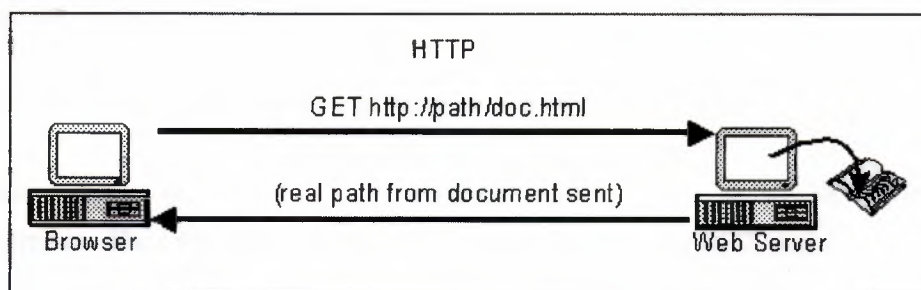 HTTP
GET http://path/doc.html
(real path from document sent)
Browser
Web Server